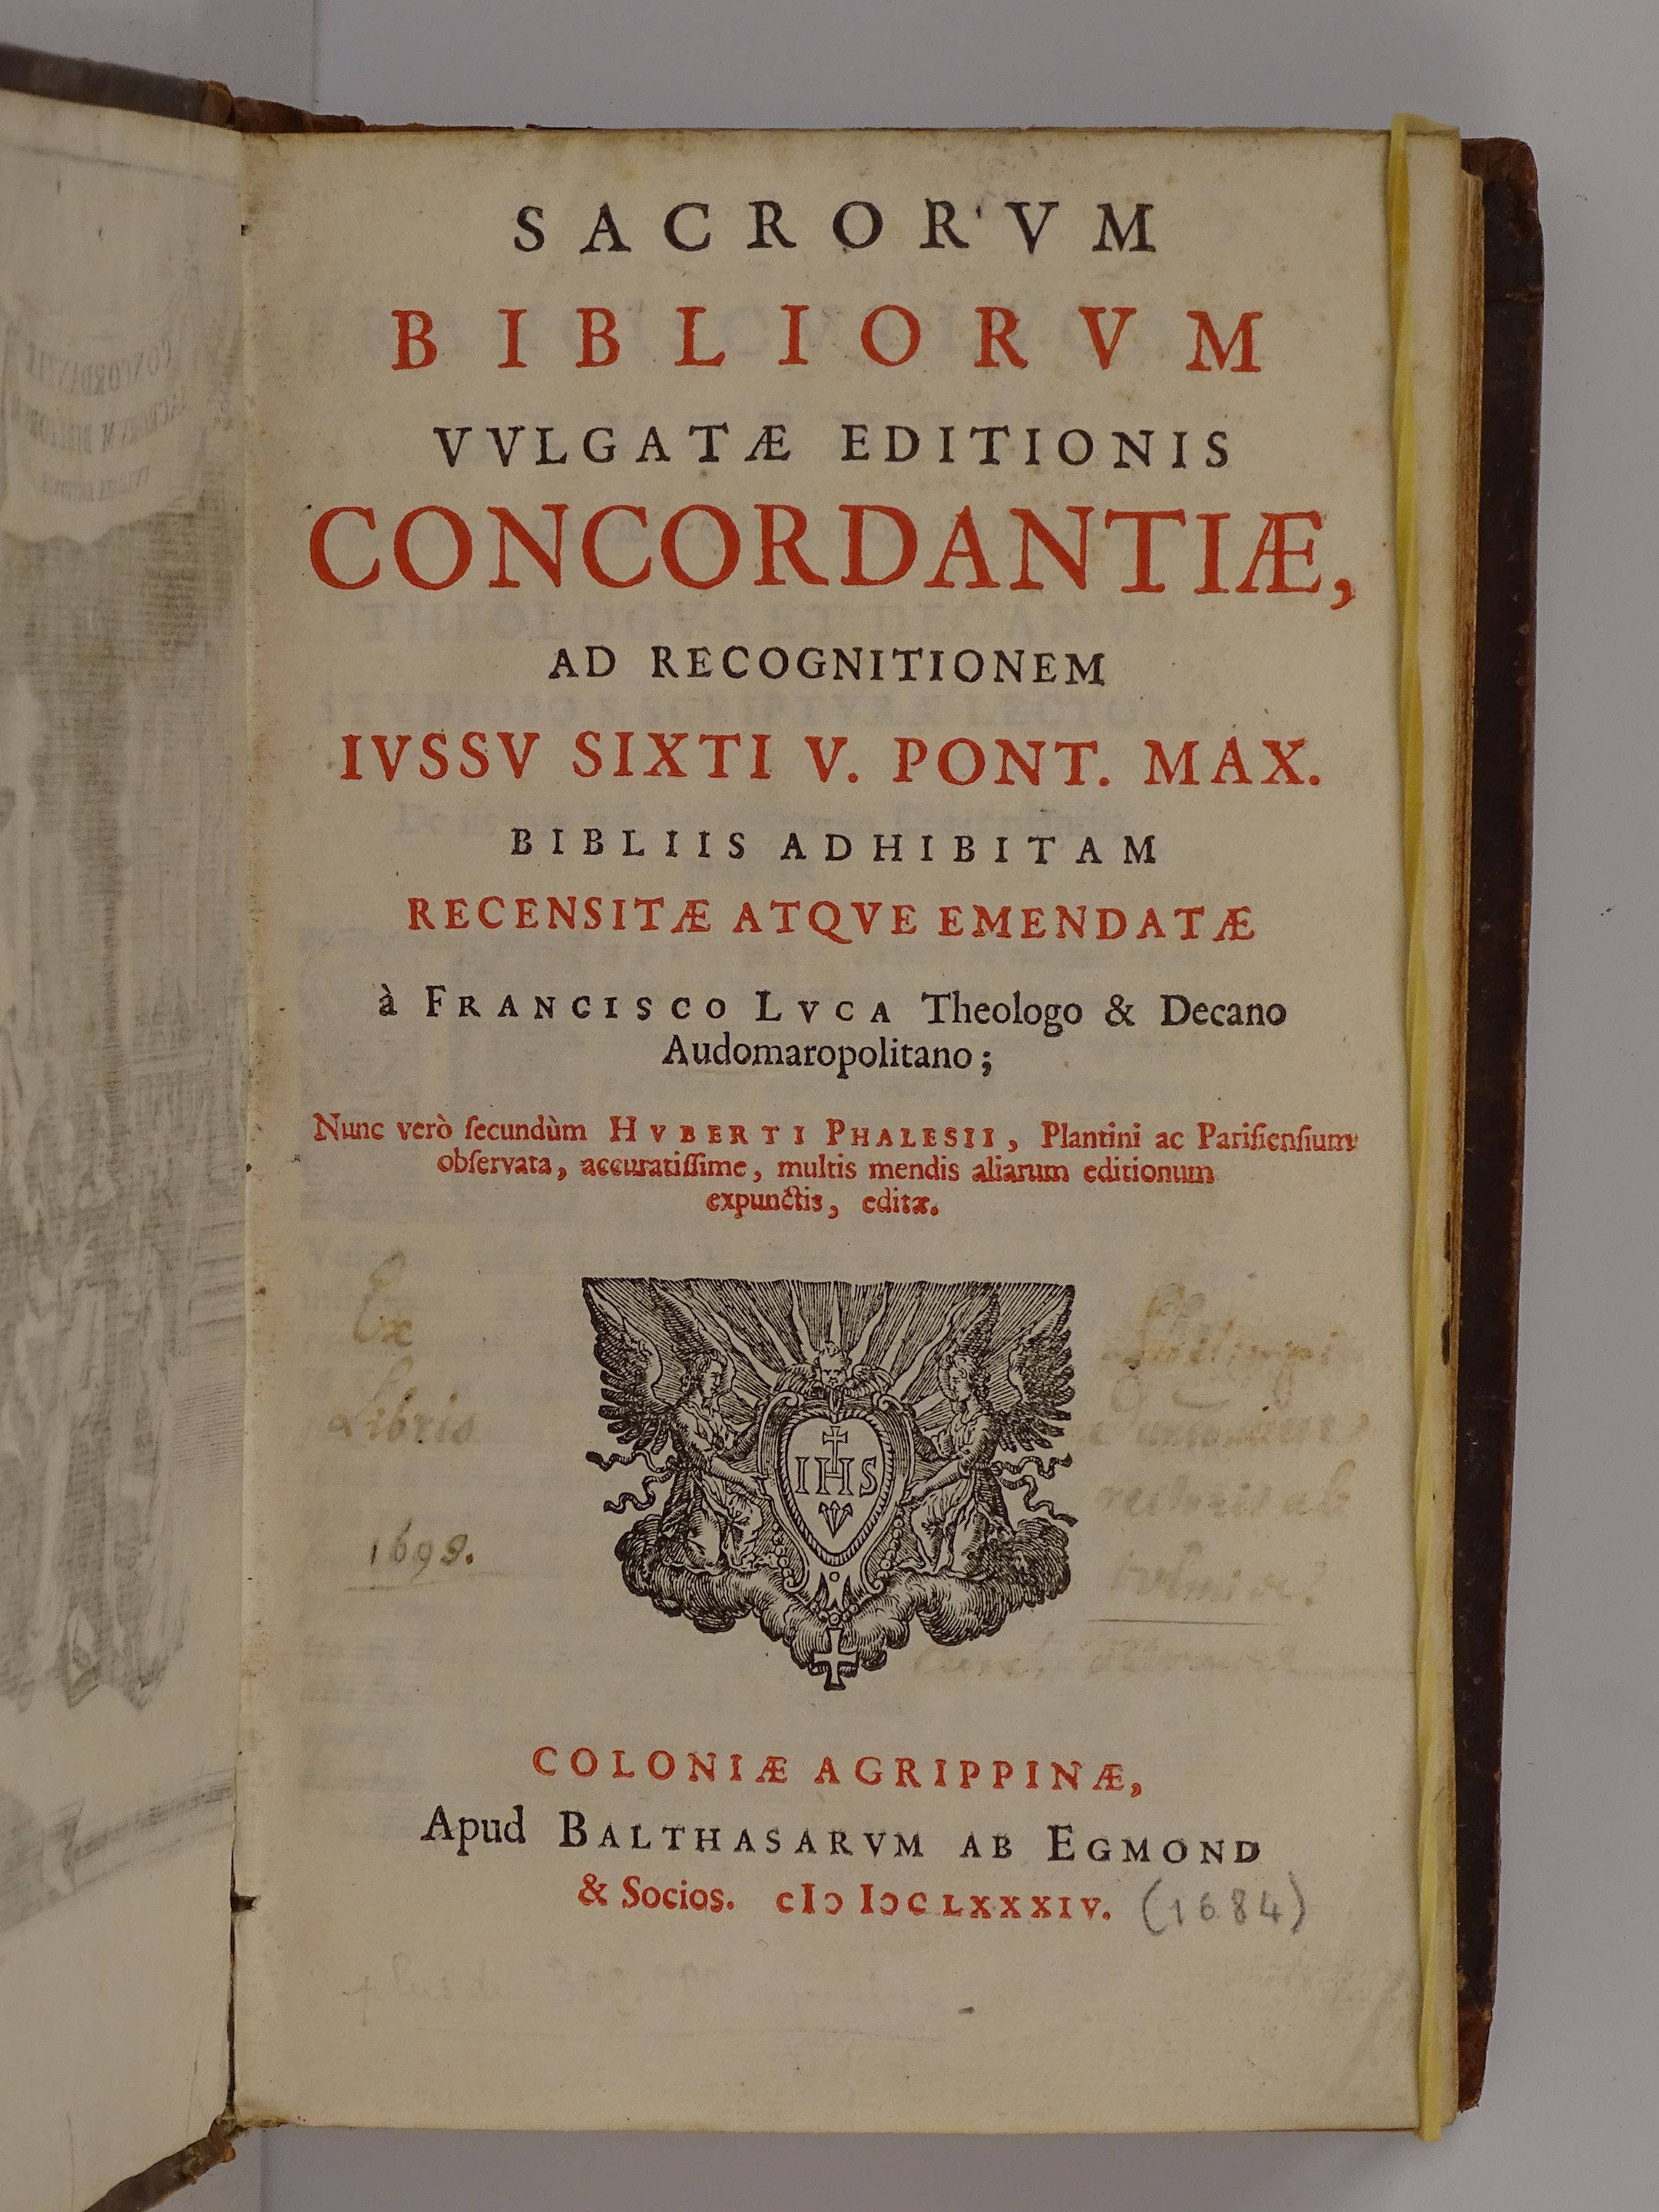 SACRORVM
BIBLIORVM
VVLGATÆ EDITIONIS
CONCORDANTIÆ,
AD RECOGNITIONEM
IVSSV SIXTI V. PONT. MAX.
BIBLIIS ADHIBITAM
RECENSITÆ ATQVE EMENDATÆ
à FRANCISCO LVCA Theologo & Decano
Audomaropolitano;
Nunc verò ſecundùm HVBERTI PHALESII, Plantini ac Pariſienſium
obſervata, accuratiſſime, multis mendis aliarum editionum
expunctis, editæ.
Ex
Libris
1698.
IHS
COLONIÆ AGRIPPINÆ,
Apud BALTHASARVM AB EGMOND
& Socios. cIↄ Iↄc LXXXIV. (1684)